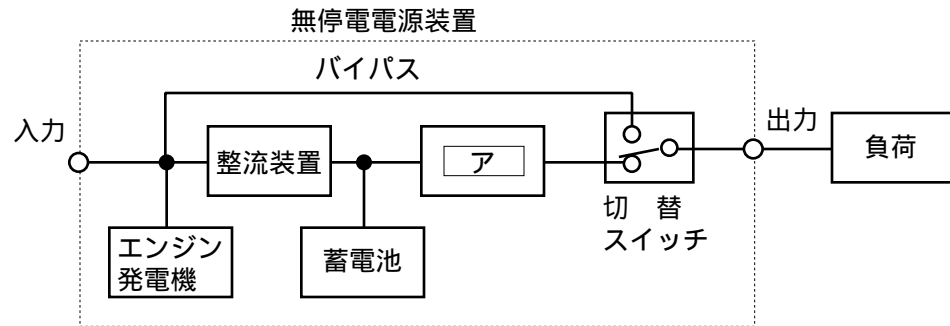 無停電電源装置
バイパス
入力
整流装置
ア
出力
負荷
切 替
スイッチ
エンジン
発電機
蓄電池